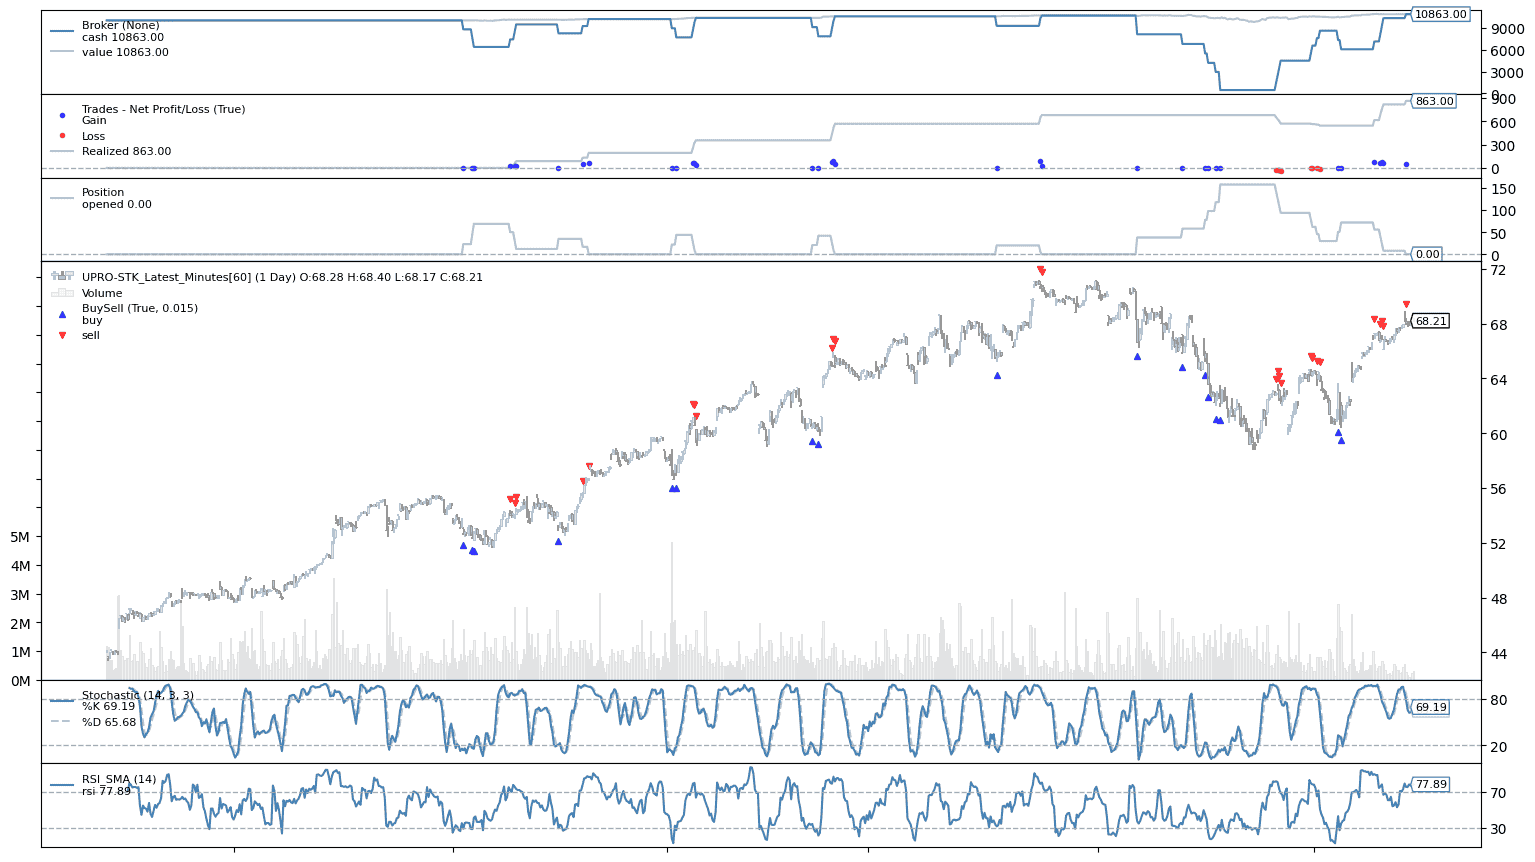 Broker (None)
cash 10863.00
value 10863.00
10863.00
9000
6000
3000
0
Trades - Net Profit/Loss (True)
Gain
Loss
Realized 863.00
863.00
900
600
300
0
Position
opened 0.00
150
100
50
0
0.00
UPRO-STK_Latest_Minutes[60] (1 Day) O:68.28 H:68.40 L:68.17 C:68.21
Volume
BuySell (True, 0.015)
buy
sell
72
68.21
68
64
60
56
52
48
44
5M
4M
3M
2M
1M
0M
Stochastic (14, 3, 3)
%K 69.19
%D 65.68
80
69.19
20
RSI_SMA (14)
rsi 77.89
77.89
70
30